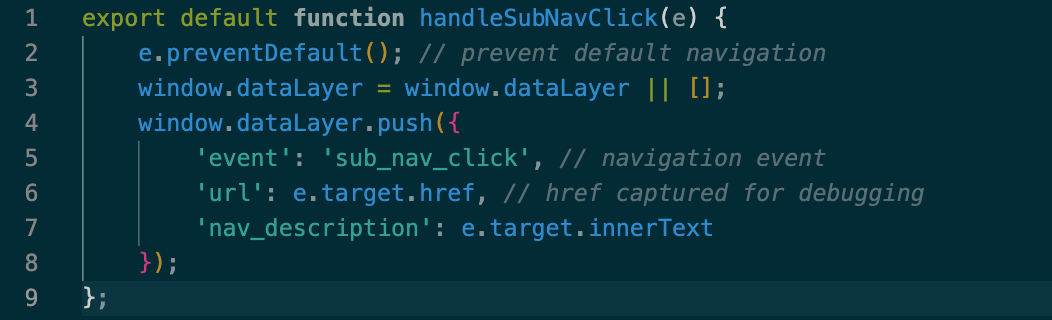 1 export default function handleSubNavClick(e) {
2 e.preventDefault(); // prevent default navigation
3 window.dataLayer = window.dataLayer || [];
4 window.dataLayer.push({
5 'event': 'sub_nav_click', // navigation event
6 'url': e.target.href, // href captured for debugging
7 'nav_description': e.target.innerText
8 });
9 };